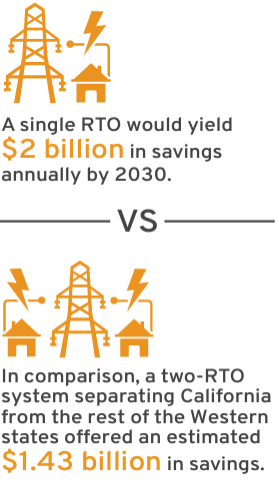 A single RTO would yield
$2 billion in savings
annually by 2030.
VS
In comparison, a two-RTO
system separating California
from the rest of the Western
states offered an estimated
$1.43 billion in savings.